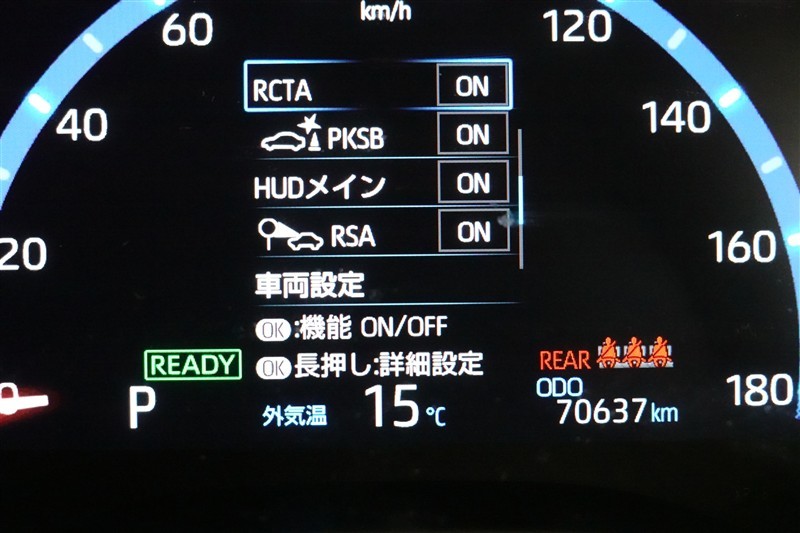 km/h
60
120
40
140
20
160
180
RCTA ON
PKSB ON
HUDメイン ON
RSA ON
車両設定
OK:機能 ON/OFF
OK長押し:詳細設定
READY
REAR
P
外気温 15℃
ODO
70637km